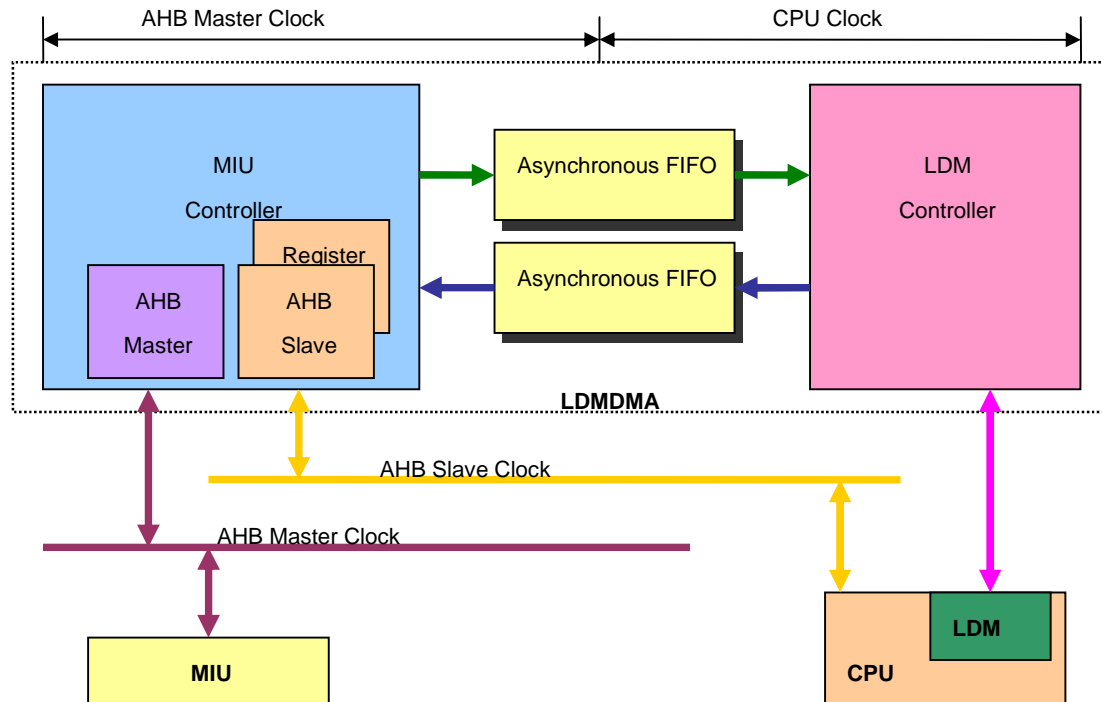 AHB Master Clock
CPU Clock
MIU
Controller
Asynchronous FIFO
LDM
Controller
Register
Asynchronous FIFO
AHB
Master
AHB
Slave
LDMDMA
AHB Slave Clock
AHB Master Clock
MIU
LDM
CPU